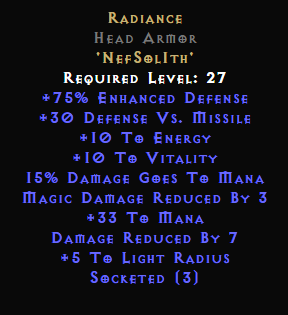 Radiance
Head Armor
'NefSolIth'
Required Level: 27
+75% Enhanced Defense
+30 Defense Vs. Missile
+10 To Energy
+10 To Vitality
15% Damage Goes To Mana
Magic Damage Reduced By 3
+33 To Mana
Damage Reduced By 7
+5 To Light Radius
Socketed (3)